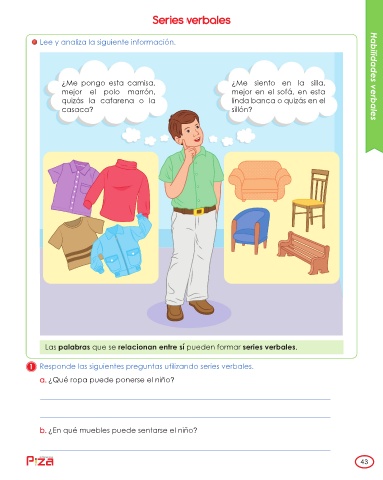 Series verbales
Lee y analiza la siguiente información.
¿Me pongo esta camisa,
mejor el polo marrón,
quizás la cafarena o la
casaca?
¿Me siento en la silla,
mejor en el sofá, en esta
linda banca o quizás en el
sillón?
Habilidades verbales
Las palabras que se relacionan entre sí pueden formar series verbales.
1 Responde las siguientes preguntas utilizando series verbales.
a. ¿Qué ropa puede ponerse el niño?
b. ¿En qué muebles puede sentarse el niño?
43